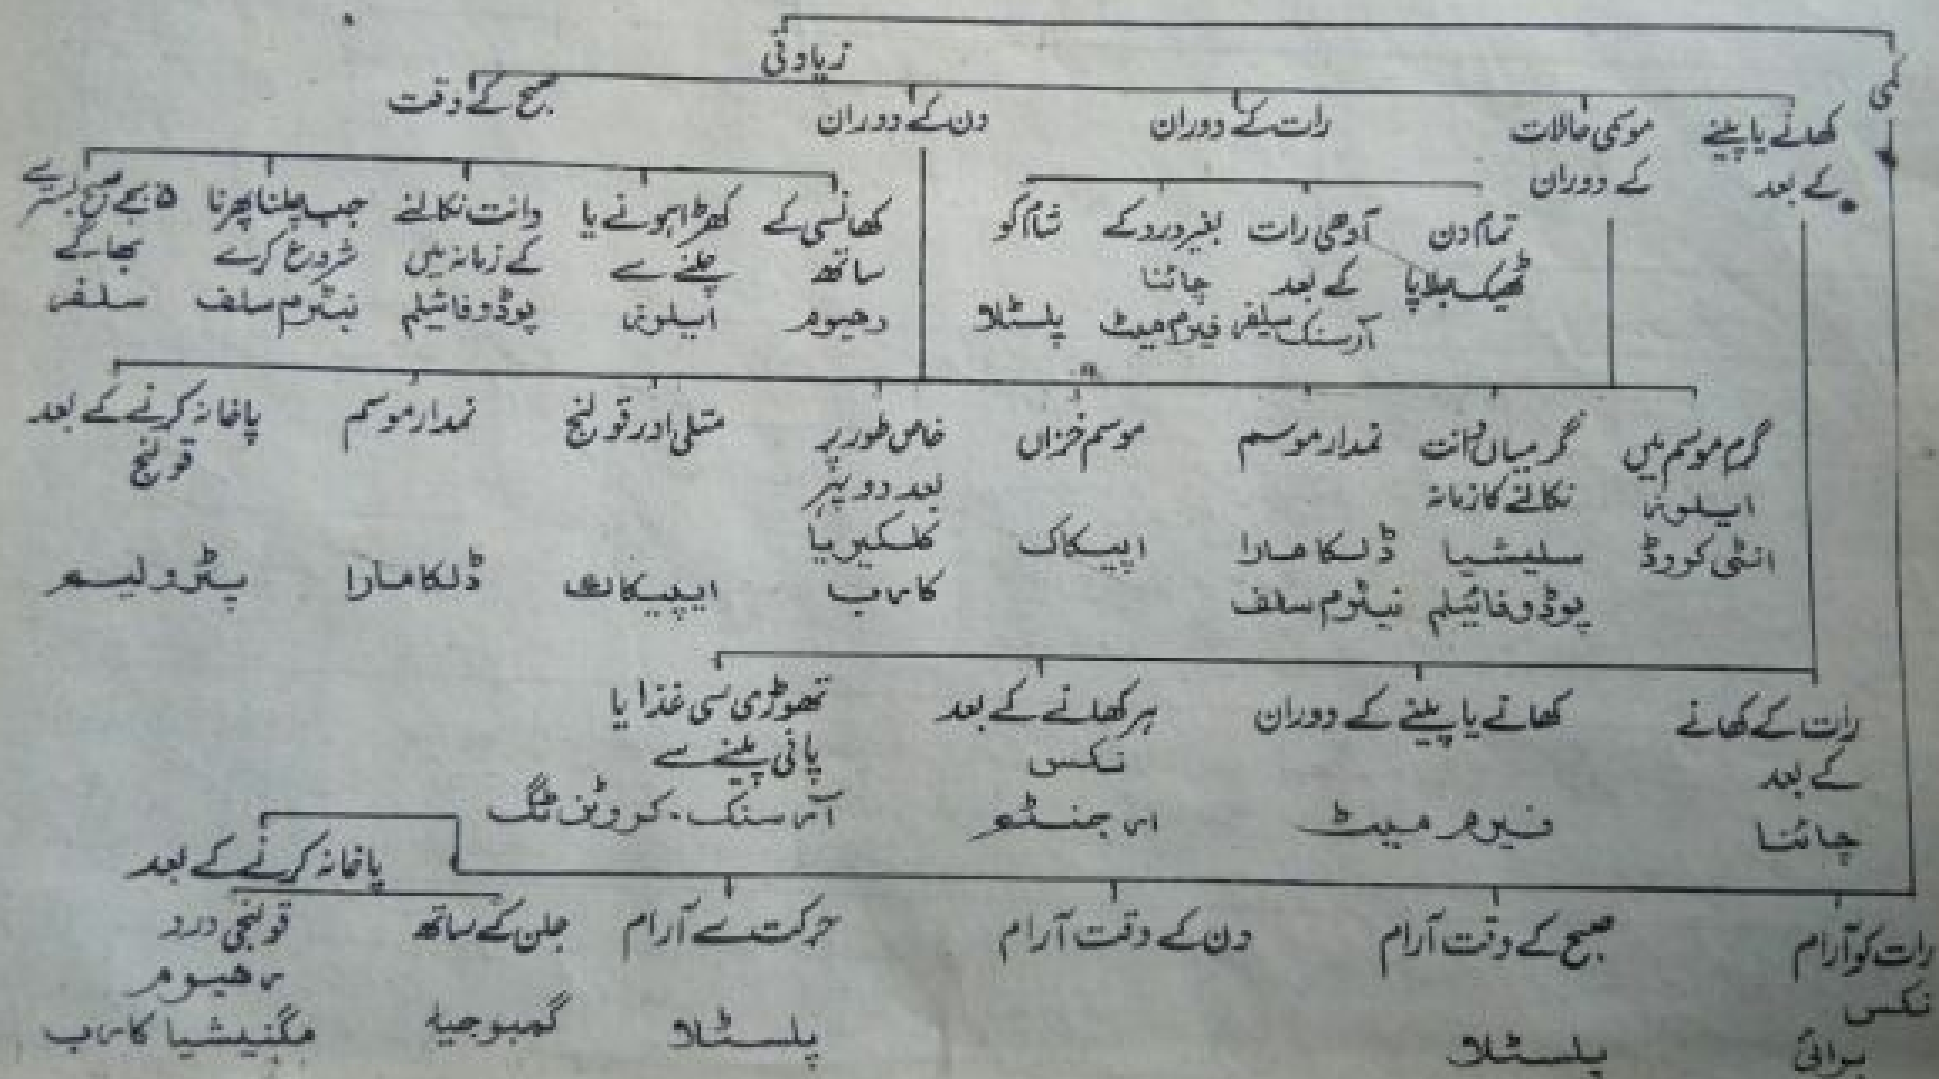 زیادتی
کمی
صبح کے وقت
دن کے دوران
رات کے دوران
موسمی حالات
کے دوران
کھانے یا پینے
کے بعد
تمام دن
ٹھیک جلاپا
آدھی رات
کے بعد
آرسنک سلفر
بغیر درد کے
چائنا
فیرم میٹ
شام کو
پلسٹلا
کھانسی کے
ساتھ
رھیوم
کھڑا ہونے یا
چلنے سے
ایلونہ
دانت نکالنے
کے زمانہ میں
پوڈوفائیلم
جب چلنا پھرنا
شروع کرے
نیٹرم سلف
۵ بجے صبح بستر سے
بھاگے
سلفر
گرم موسم میں
ایلونہ
انٹی کروڈ
گرمیاں دانت
نکالنے کا زمانہ
سلیشیا
پوڈوفائیلم
نمدار موسم
ڈلکامارا
نیٹرم سلف
موسم خزاں
اپیکاک
خاص طور پر
بعد دوپہر
کلکیریا
کارب
متلی اور قولنج
ایپیکاک
نمدار موسم
ڈلکامارا
پاخانہ کرنے کے بعد
قولنج
پٹرولیم
رات کے کھانے
کے بعد
چائنا
کھانے یا پینے کے دوران
فیرم میٹ
ہر کھانے کے بعد
نکس
ارجنٹم
تھوڑی سی غذا یا
پانی پینے سے
آرسنک۔ کروٹن ٹگ
رات کو آرام
نکس
برائی
صبح کے وقت آرام
پلسٹلا
دن کے وقت آرام
حرکت سے آرام
پلسٹلا
پاخانہ کرنے کے بعد
جلن کے ساتھ
گمبوجیہ
قولنجی درد
رھیوم
میگنیشیا کارب